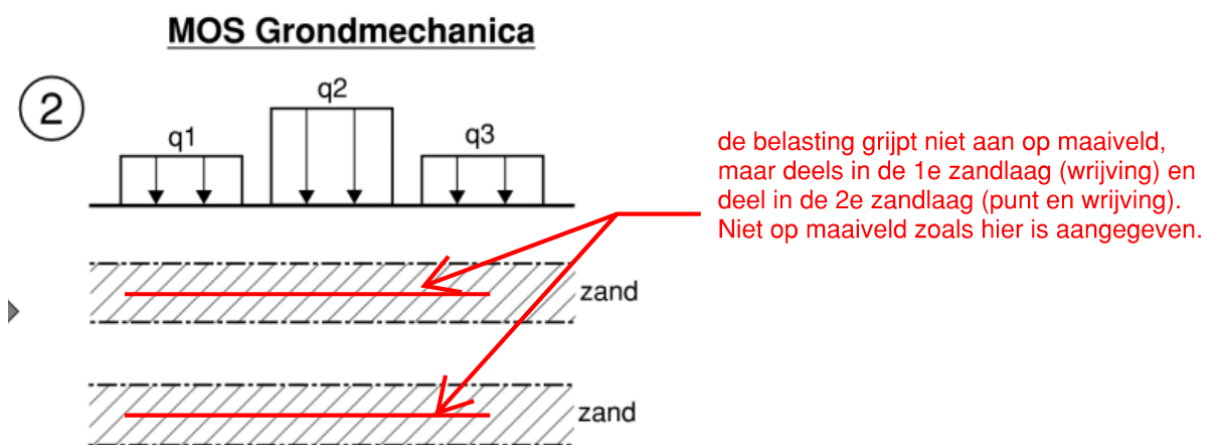 MOS Grondmechanica
2
q1
q2
q3
de belasting grijpt niet aan op maaiveld,
maar deels in de 1e zandlaag (wrijving) en
deel in de 2e zandlaag (punt en wrijving).
Niet op maaiveld zoals hier is aangegeven.
zand
zand